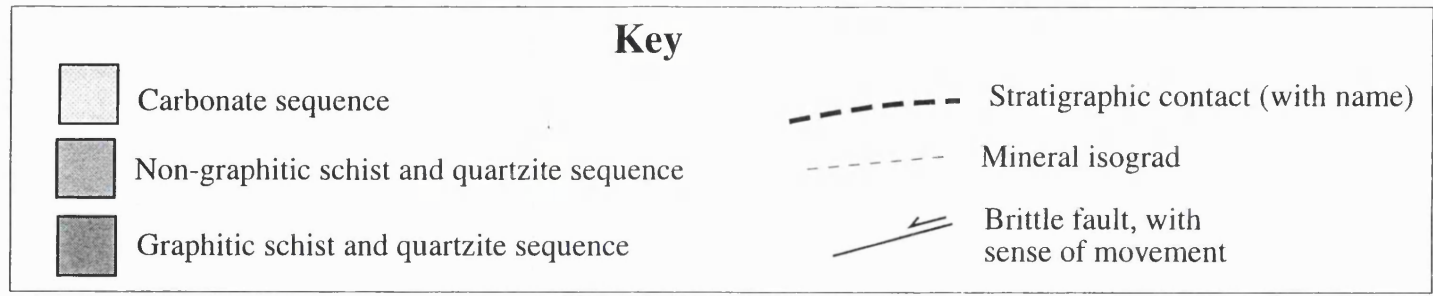 Key
Carbonate sequence
Non-graphitic schist and quartzite sequence
Graphitic schist and quartzite sequence
Stratigraphic contact (with name)
Mineral isograd
Brittle fault, with
sense of movement